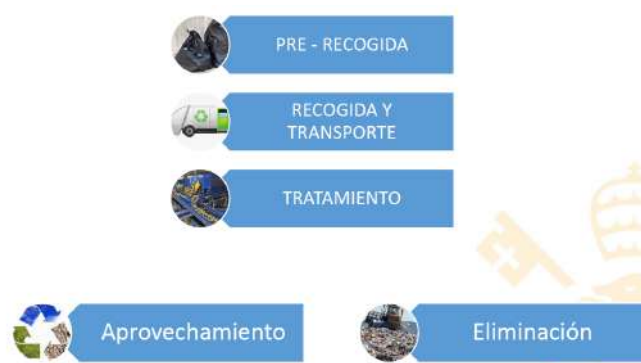 PRE - RECOGIDA
RECOGIDA Y
TRANSPORTE
TRATAMIENTO
Aprovechamiento
Eliminación